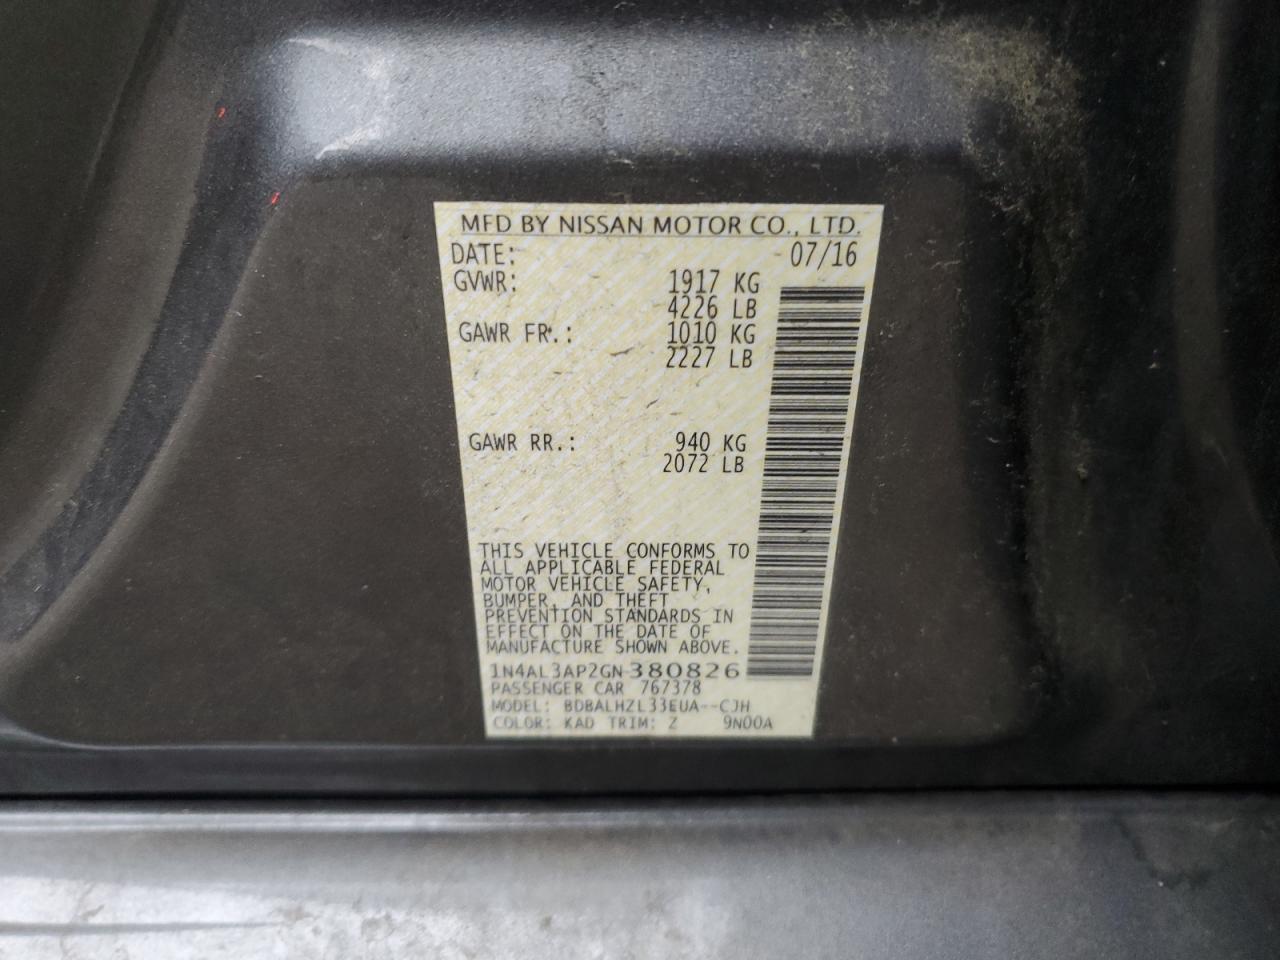 MFD BY NISSAN MOTOR CO., LTD.
DATE: 07/16
GVWR: 1917 KG
4226 LB
GAWR FR.: 1010 KG
2227 LB
GAWR RR.: 940 KG
2072 LB
THIS VEHICLE CONFORMS TO
ALL APPLICABLE FEDERAL
MOTOR VEHICLE SAFETY,
BUMPER, AND THEFT
PREVENTION STANDARDS IN
EFFECT ON THE DATE OF
MANUFACTURE SHOWN ABOVE.
1N4AL3AP2GN-380826
PASSENGER CAR 767378
MODEL: BDBALHZL33EUA--CJH
COLOR: KAD TRIM: Z 9N00A